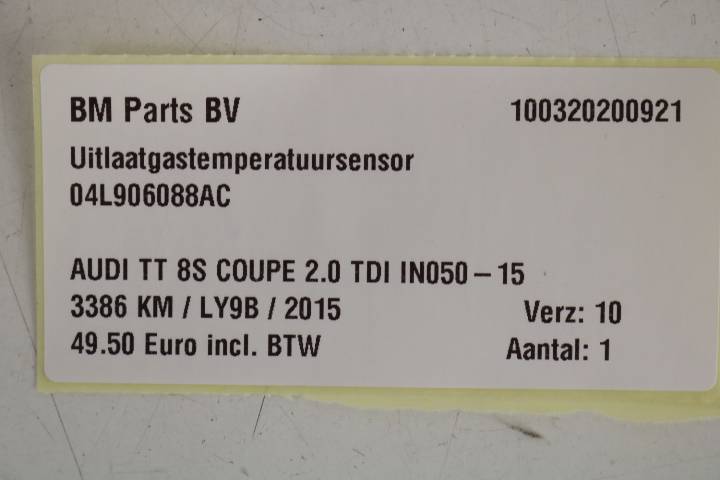 BM Parts BV 100320200921
Uitlaatgastemperatuursensor
04L906088AC
AUDI TT 8S COUPE 2.0 TDI IN050-15
3386 KM / LY9B / 2015 Verz: 10
49.50 Euro incl. BTW Aantal: 1